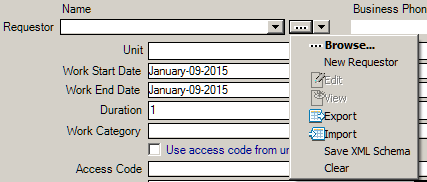 Name Business Phon
Requestor ...
... Browse...
New Requestor
Unit
Edit
Work Start Date January-09-2015
View
Work End Date January-09-2015
Export
Duration 1
Import
Work Category
Save XML Schema
Use access code from un
Clear
Access Code